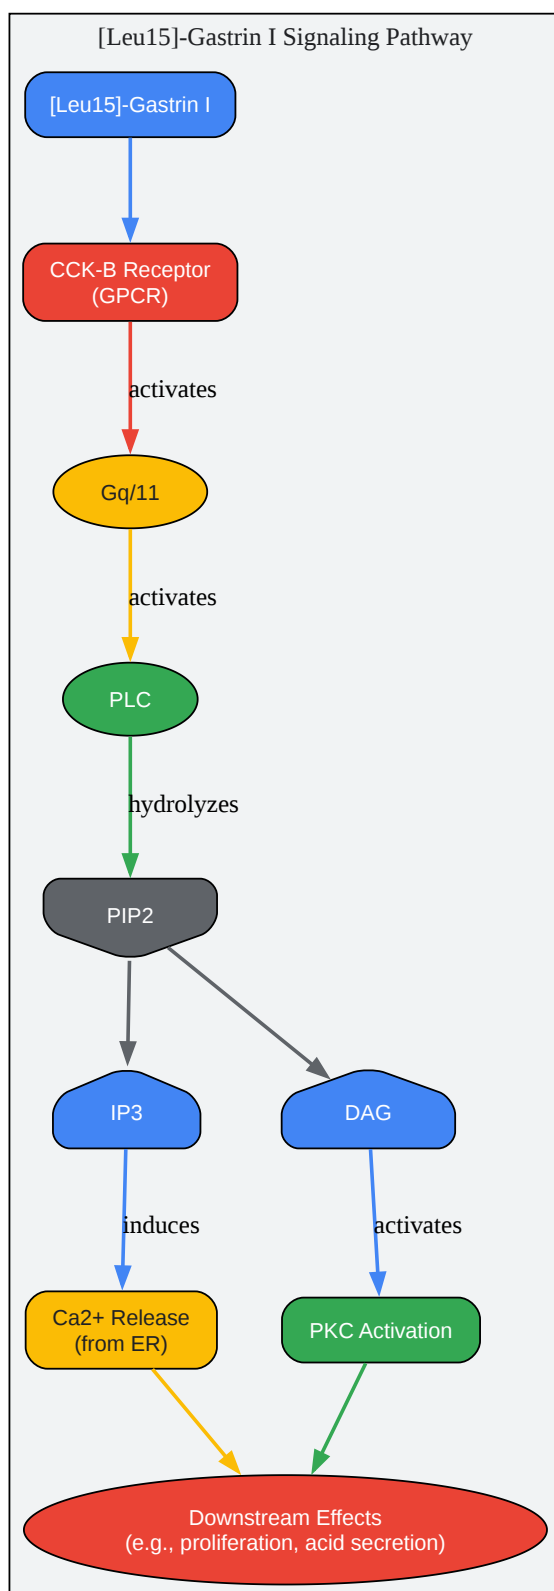 [Leu15]-Gastrin I Signaling Pathway
[Leu15]-Gastrin I
CCK-B Receptor
(GPCR)
activates
Gq/11
activates
PLC
hydrolyzes
PIP2
IP3
DAG
induces
activates
Ca2+ Release
(from ER)
PKC Activation
Downstream Effects
(e.g., proliferation, acid secretion)